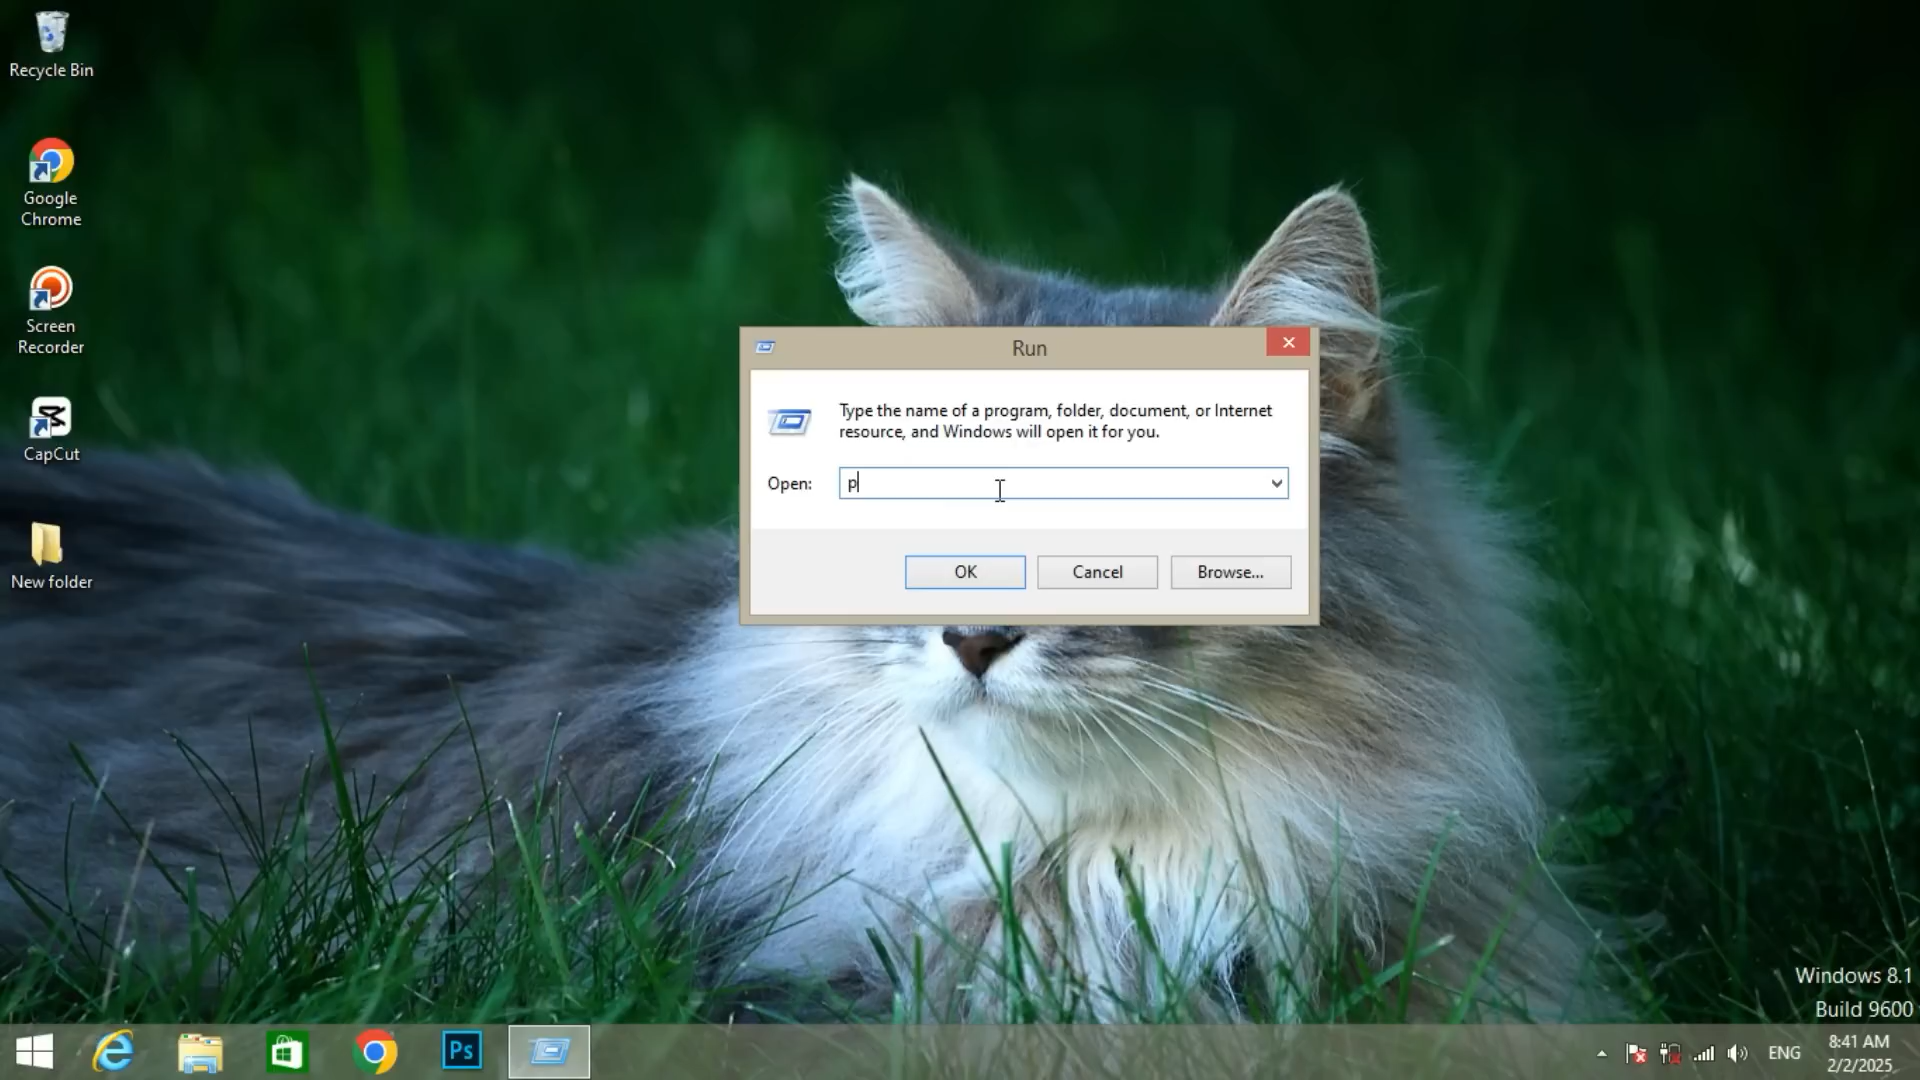 Recycle Bin
Google
Chrome
Screen
Recorder
CapCut
New folder
Run
Type the name of a program, folder, document, or Internet
resource, and Windows will open it for you.
Open: p
OK Cancel Browse...
Windows 8.1
Build 9600
Ps
ENG
8:41 AM
2/2/2025